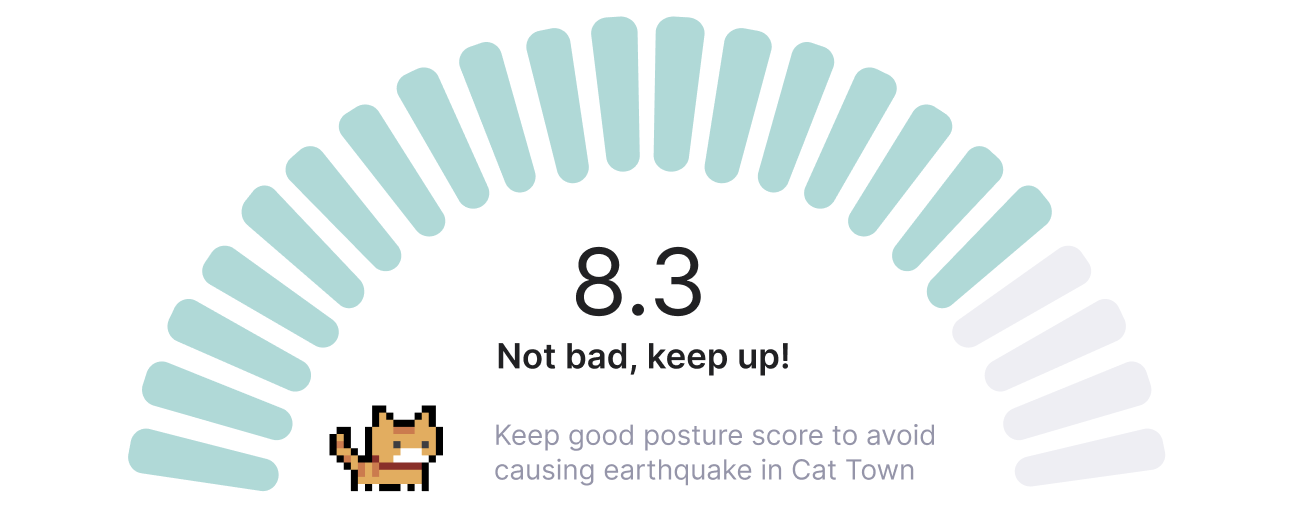 8.3
Not bad, keep up!
Keep good posture score to avoid
causing earthquake in Cat Town